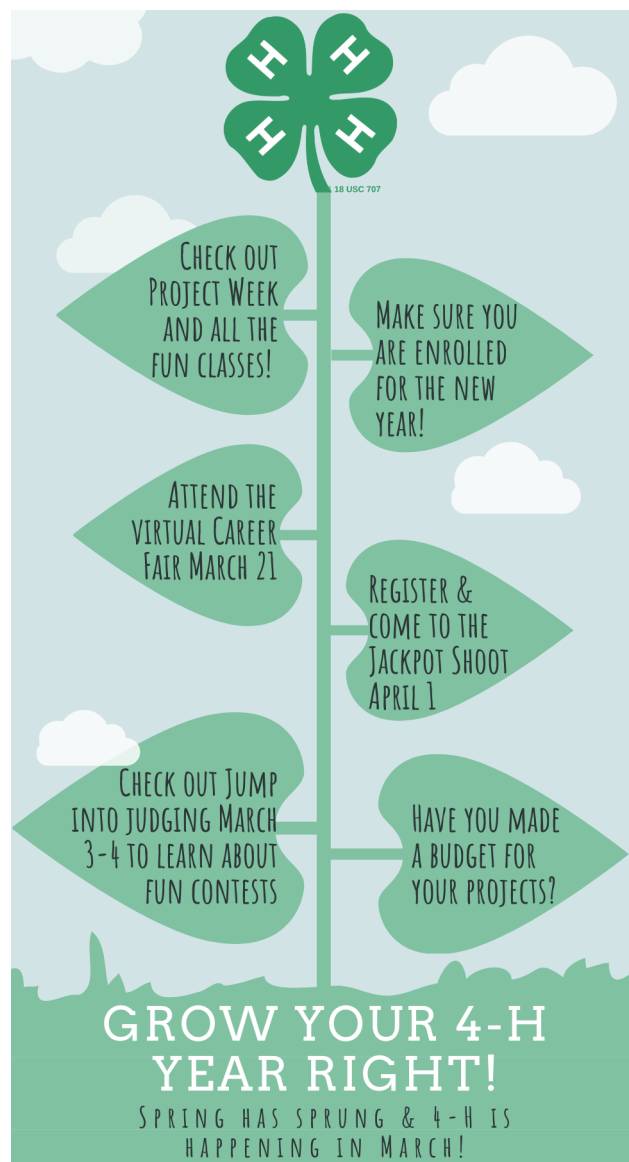 H H
H H
18 USC 707
Check out
Project Week
and all the
fun classes!
Make sure you
are enrolled
for the new
year!
Attend the
virtual Career
Fair March 21
Register &
come to the
Jackpot Shoot
April 1
Check out Jump
into judging March
3-4 to learn about
fun contests
Have you made
a budget for
your projects?
GROW YOUR 4-H
YEAR RIGHT!
Spring has sprung & 4-H is
happening in March!